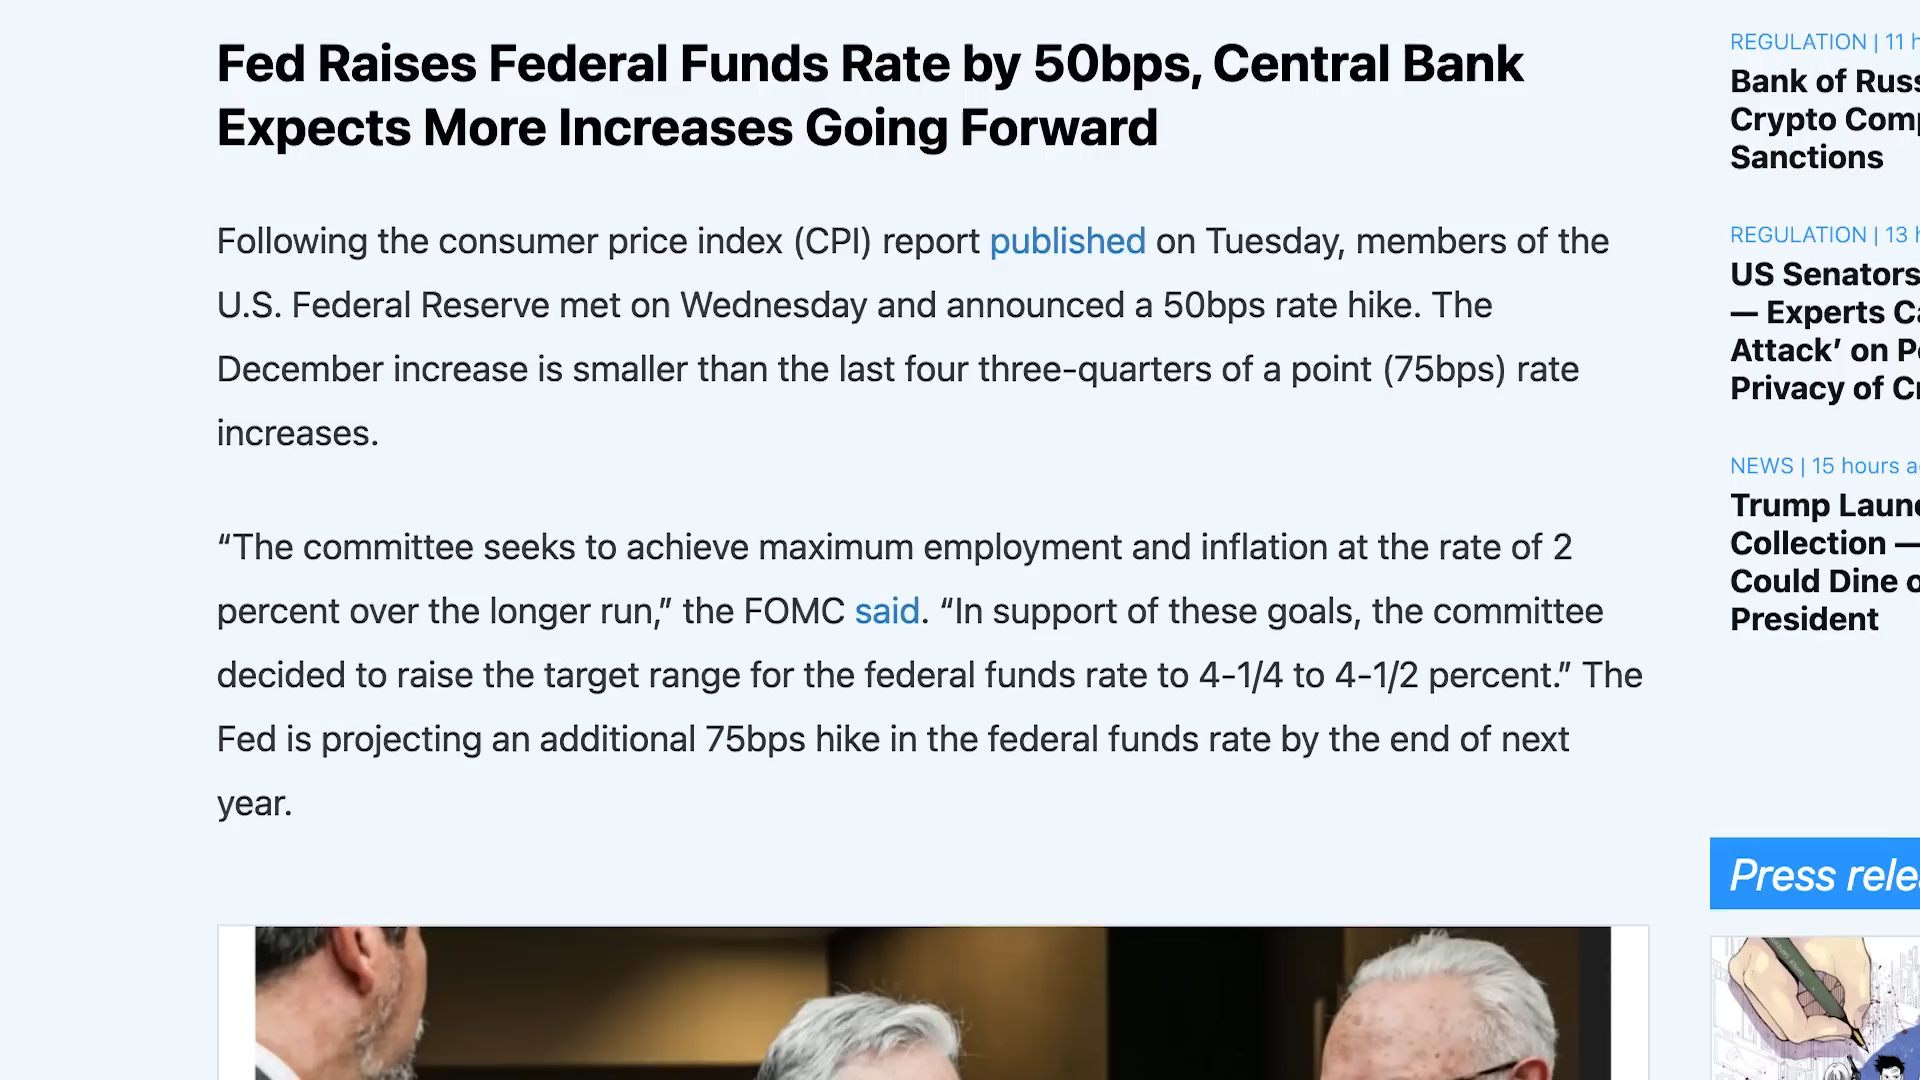 Fed Raises Federal Funds Rate by 50bps, Central Bank
Expects More Increases Going Forward
Following the consumer price index (CPI) report published on Tuesday, members of the
U.S. Federal Reserve met on Wednesday and announced a 50bps rate hike. The
December increase is smaller than the last four three-quarters of a point (75bps) rate
increases.
“The committee seeks to achieve maximum employment and inflation at the rate of 2
percent over the longer run,” the FOMC said. “In support of these goals, the committee
decided to raise the target range for the federal funds rate to 4-1/4 to 4-1/2 percent.” The
Fed is projecting an additional 75bps hike in the federal funds rate by the end of next
year.
REGULATION | 11
Bank of
Crypto
Sanctions
REGULATION | 13
US Senators
— Experts
Attack’ on
Privacy of
NEWS | 15 hours
Trump
Collection —
Could Dine
President
Press